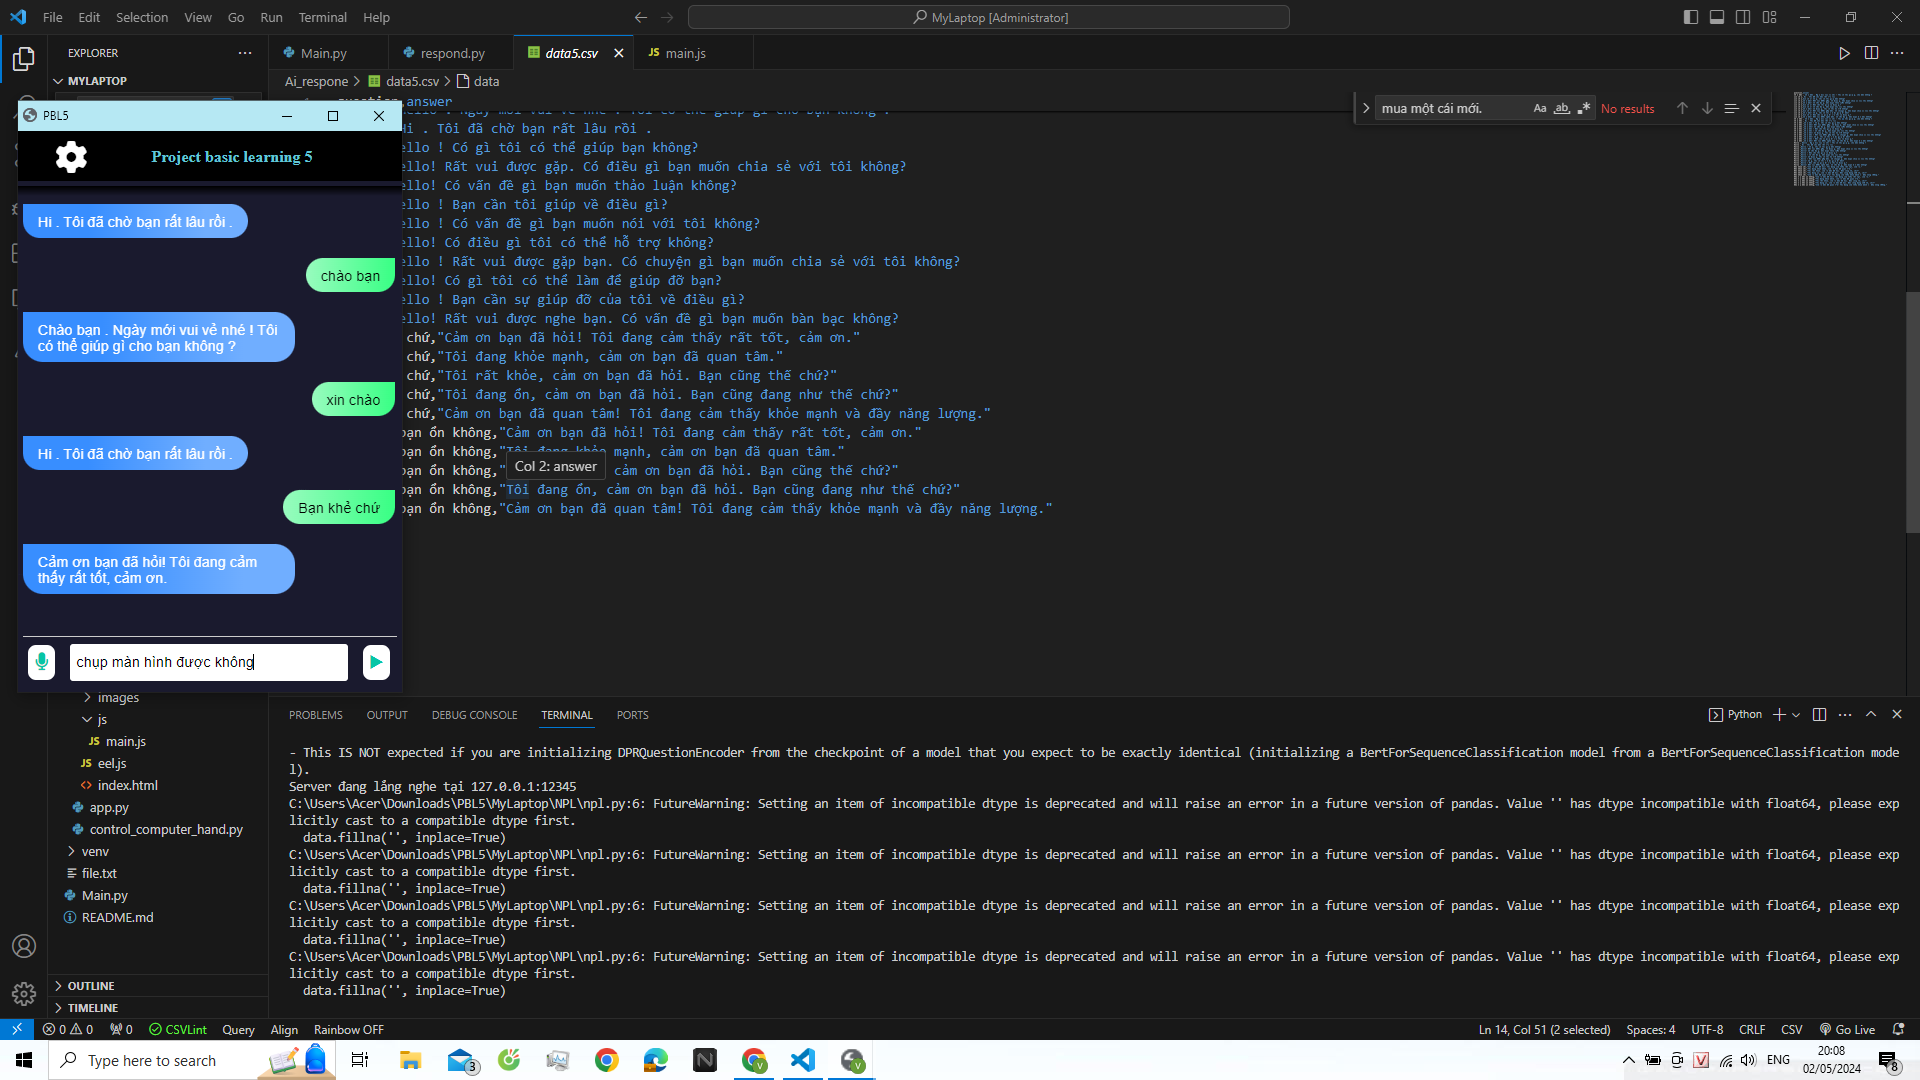 File Edit Selection View Go Run Terminal Help
MyLaptop [Administrator]
EXPLORER
Main.py
respond.py
data5.csv
JS main.js
MYLAPTOP
Ai_respone > data5.csv > data
answer
mua một cái mới.
Aa ab
No results
PBL5
Project basic learning 5
Hi . Tôi đã chờ bạn rất lâu rồi .
chào bạn
Chào bạn . Ngày mới vui vẻ nhé ! Tôi
có thể giúp gì cho bạn không ?
xin chào
Hi . Tôi đã chờ bạn rất lâu rồi .
Bạn khẻ chứ
Cảm ơn bạn đã hỏi! Tôi đang cảm
thấy rất tốt, cảm ơn.
chụp màn hình được không
Hi . Tôi đã chờ bạn rất lâu rồi .
ello ! Có gì tôi có thể giúp bạn không?
ello! Rất vui được gặp. Có điều gì bạn muốn chia sẻ với tôi không?
ello! Có vấn đề gì bạn muốn thảo luận không?
ello ! Bạn cần tôi giúp về điều gì?
ello ! Có vấn đề gì bạn muốn nói với tôi không?
ello! Có điều gì tôi có thể hỗ trợ không?
ello ! Rất vui được gặp bạn. Có chuyện gì bạn muốn chia sẻ với tôi không?
ello! Có gì tôi có thể làm để giúp đỡ bạn?
ello ! Bạn cần sự giúp đỡ của tôi về điều gì?
ello! Rất vui được nghe bạn. Có vấn đề gì bạn muốn bàn bạc không?
chứ,"Cảm ơn bạn đã hỏi! Tôi đang cảm thấy rất tốt, cảm ơn."
chứ,"Tôi đang khỏe mạnh, cảm ơn bạn đã quan tâm."
chứ,"Tôi rất khỏe, cảm ơn bạn đã hỏi. Bạn cũng thế chứ?"
chứ,"Tôi đang ổn, cảm ơn bạn đã hỏi. Bạn cũng đang như thế chứ?"
chứ,"Cảm ơn bạn đã quan tâm! Tôi đang cảm thấy khỏe mạnh và đầy năng lượng."
bạn ổn không,"Cảm ơn bạn đã hỏi! Tôi đang cảm thấy rất tốt, cảm ơn."
bạn ổn không,"Tôi đang khỏe mạnh, cảm ơn bạn đã quan tâm."
bạn ổn không," cảm ơn bạn đã hỏi. Bạn cũng thế chứ?"
Col 2: answer
bạn ổn không,"Tôi đang ổn, cảm ơn bạn đã hỏi. Bạn cũng đang như thế chứ?"
bạn ổn không,"Cảm ơn bạn đã quan tâm! Tôi đang cảm thấy khỏe mạnh và đầy năng lượng."
images
js
JS main.js
JS eel.js
index.html
app.py
control_computer_hand.py
venv
file.txt
Main.py
README.md
OUTLINE
TIMELINE
PROBLEMS OUTPUT DEBUG CONSOLE TERMINAL PORTS
Python
- This IS NOT expected if you are initializing DPRQuestionEncoder from the checkpoint of a model that you expect to be exactly identical (initializing a BertForSequenceClassification model from a BertForSequenceClassification mode
l).
Server đang lắng nghe tại 127.0.0.1:12345
C:\Users\Acer\Downloads\PBL5\MyLaptop\NPL\npl.py:6: FutureWarning: Setting an item of incompatible dtype is deprecated and will raise an error in a future version of pandas. Value '' has dtype incompatible with float64, please exp
licitly cast to a compatible dtype first.
data.fillna('', inplace=True)
C:\Users\Acer\Downloads\PBL5\MyLaptop\NPL\npl.py:6: FutureWarning: Setting an item of incompatible dtype is deprecated and will raise an error in a future version of pandas. Value '' has dtype incompatible with float64, please exp
licitly cast to a compatible dtype first.
data.fillna('', inplace=True)
C:\Users\Acer\Downloads\PBL5\MyLaptop\NPL\npl.py:6: FutureWarning: Setting an item of incompatible dtype is deprecated and will raise an error in a future version of pandas. Value '' has dtype incompatible with float64, please exp
licitly cast to a compatible dtype first.
data.fillna('', inplace=True)
C:\Users\Acer\Downloads\PBL5\MyLaptop\NPL\npl.py:6: FutureWarning: Setting an item of incompatible dtype is deprecated and will raise an error in a future version of pandas. Value '' has dtype incompatible with float64, please exp
licitly cast to a compatible dtype first.
data.fillna('', inplace=True)
0 0 0 CSVLint Query Align Rainbow OFF
Ln 14, Col 51 (2 selected) Spaces: 4 UTF-8 CRLF CSV Go Live
Type here to search
3
ENG
20:08
02/05/2024
8